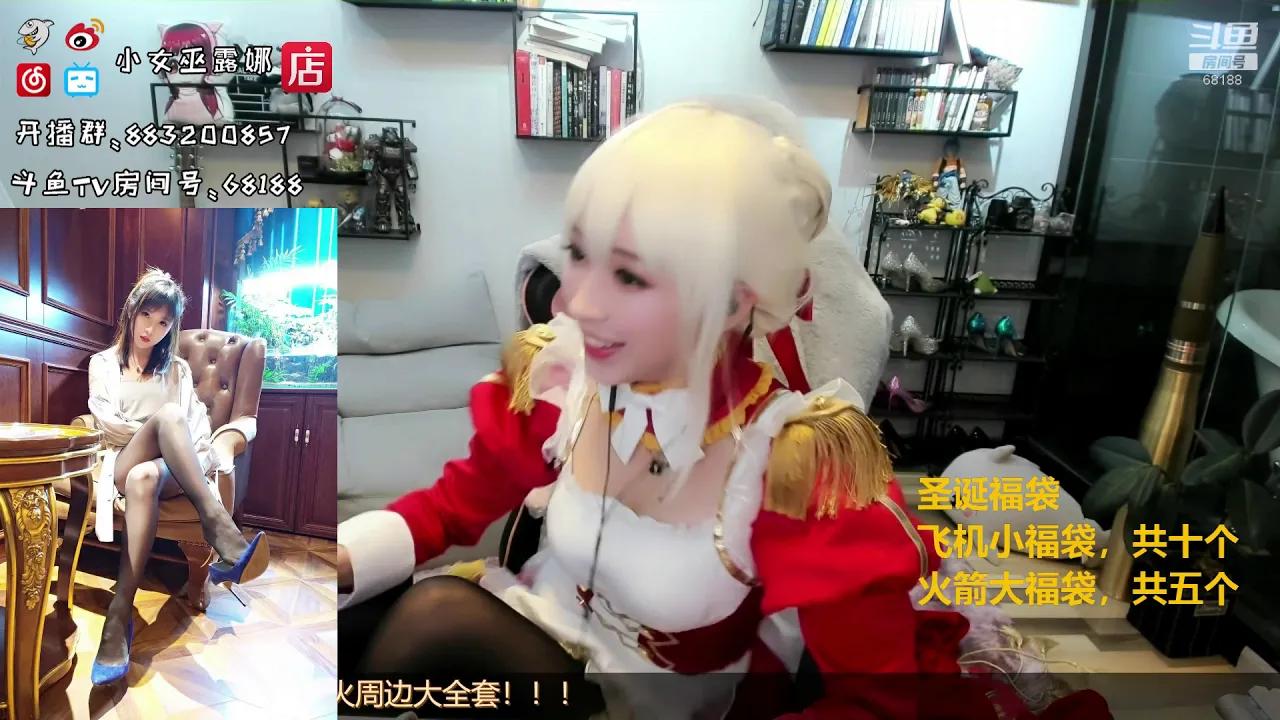 小女巫露娜
店
开播群、883200857
斗鱼TV房间号、68188
斗鱼
房间号
68188
圣诞福袋
飞机小福袋，共十个
火箭大福袋，共五个
火周边大全套！！！